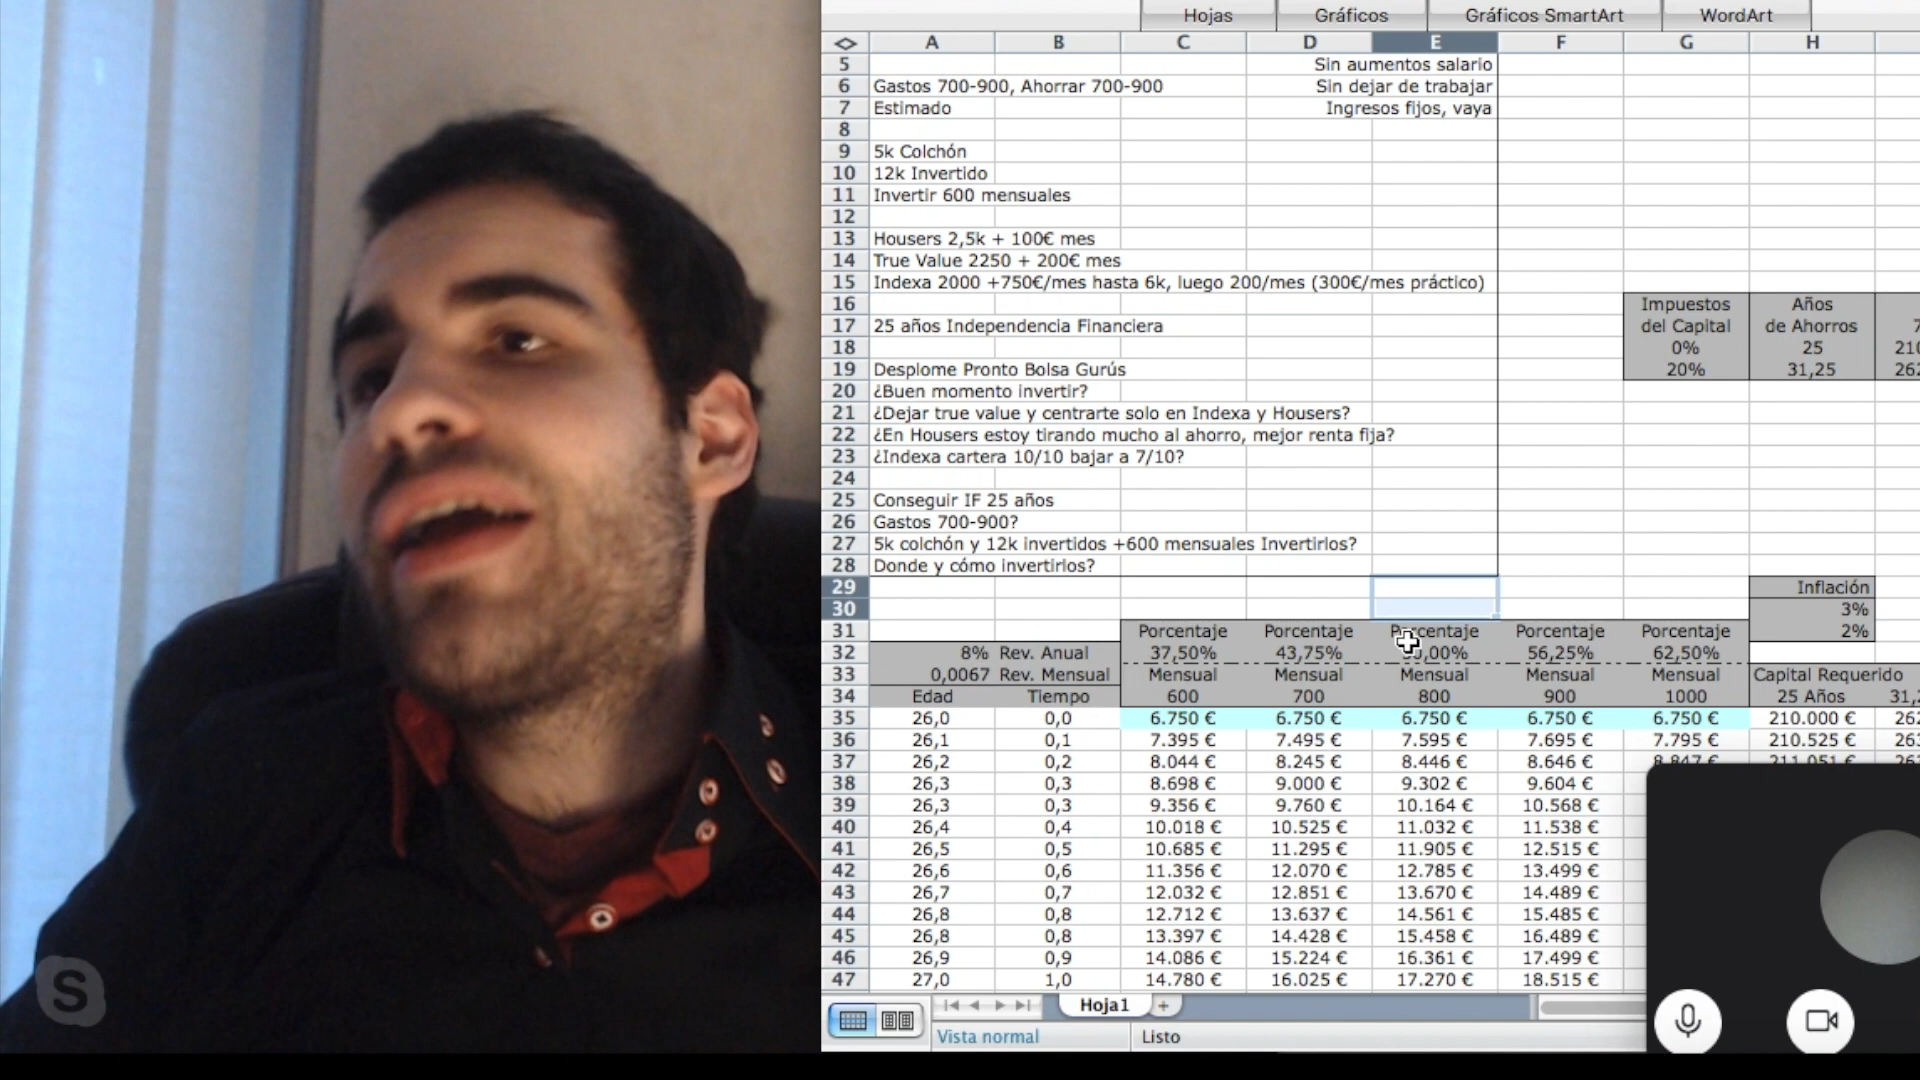 Hojas Gráficos Gráficos SmartArt WordArt
A B C D E F G H
5 Sin aumentos salario
6 Gastos 700-900, Ahorrar 700-900 Sin dejar de trabajar
7 Estimado Ingresos fijos, vaya
8
9 5k Colchón
10 12k Invertido
11 Invertir 600 mensuales
12
13 Housers 2,5k + 100€ mes
14 True Value 2250 + 200€ mes
15 Indexa 2000 +750€/mes hasta 6k, luego 200/mes (300€/mes práctico)
16 Impuestos Años
17 25 años Independencia Financiera del Capital de Ahorros
18 0% 25
19 Desplome Pronto Bolsa Gurús 20% 31,25
20 ¿Buen momento invertir?
21 ¿Dejar true value y centrarte solo en Indexa y Housers?
22 ¿En Housers estoy tirando mucho al ahorro, mejor renta fija?
23 ¿Indexa cartera 10/10 bajar a 7/10?
24
25 Conseguir IF 25 años
26 Gastos 700-900?
27 5k colchón y 12k invertidos +600 mensuales Invertirlos?
28 Donde y cómo invertirlos?
29 Inflación
30 3%
31 Porcentaje Porcentaje Porcentaje Porcentaje Porcentaje 2%
32 8% Rev. Anual 37,50% 43,75% 56,25% 62,50%
33 0,0067 Rev. Mensual Mensual Mensual Mensual Mensual Mensual Capital Requerido
34 Edad Tiempo 600 700 800 900 1000 25 Años
35 26,0 0,0 6.750 € 6.750 € 6.750 € 6.750 € 6.750 € 210.000 €
36 26,1 0,1 7.395 € 7.495 € 7.595 € 7.695 € 7.795 € 210.525 €
37 26,2 0,2 8.044 € 8.245 € 8.446 € 8.646 € 8.847 € 211.051 €
38 26,3 0,3 8.698 € 9.000 € 9.302 € 9.604 €
39 26,3 0,3 9.356 € 9.760 € 10.164 € 10.568 €
40 26,4 0,4 10.018 € 10.525 € 11.032 € 11.538 €
41 26,5 0,5 10.685 € 11.295 € 11.905 € 12.515 €
42 26,6 0,6 11.356 € 12.070 € 12.785 € 13.499 €
43 26,7 0,7 12.032 € 12.851 € 13.670 € 14.489 €
44 26,8 0,8 12.712 € 13.637 € 14.561 € 15.485 €
45 26,8 0,8 13.397 € 14.428 € 15.458 € 16.489 €
46 26,9 0,9 14.086 € 15.224 € 16.361 € 17.499 €
47 27,0 1,0 14.780 € 16.025 € 17.270 € 18.515 €
Hoja1 +
Vista normal Listo
S